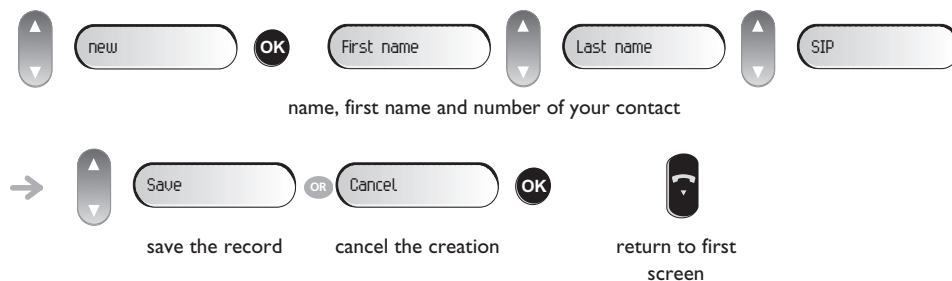 new OK First name Last name SIP
name, first name and number of your contact
Save OR Cancel OK
save the record cancel the creation return to first
screen